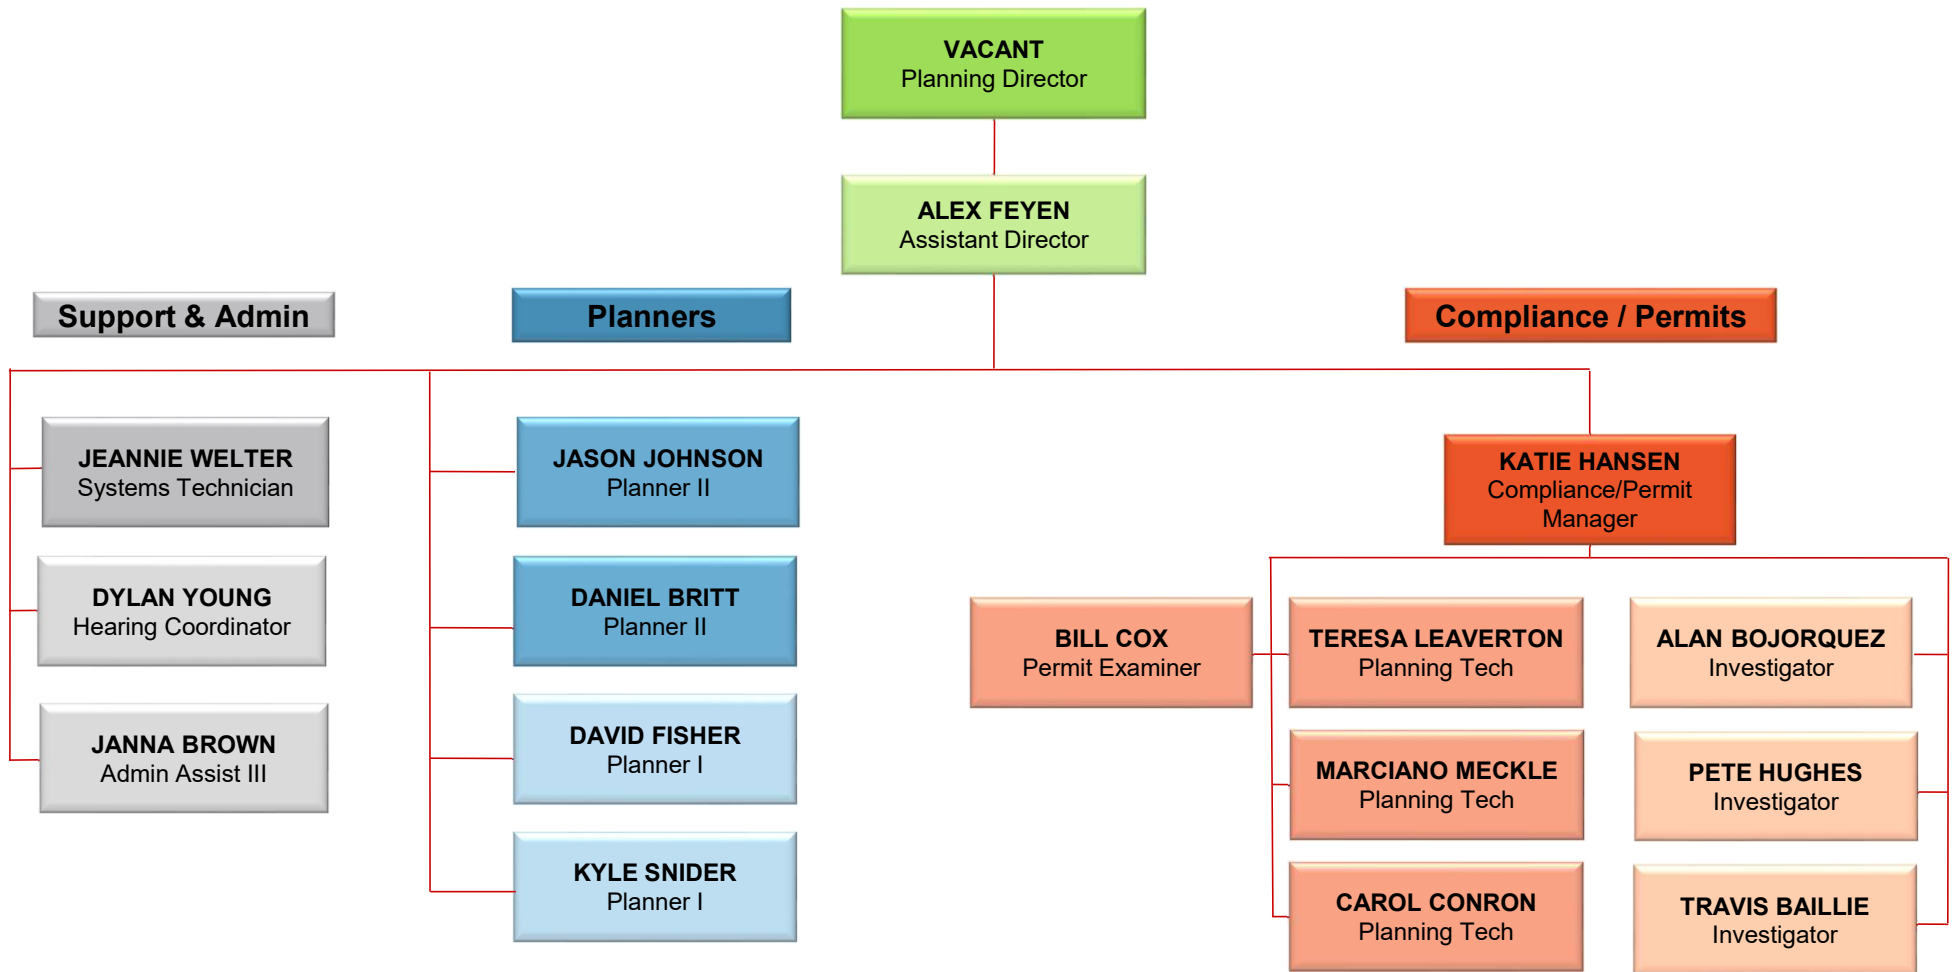 VACANT
Planning Director
ALEX FEYEN
Assistant Director
Support & Admin
Planners
Compliance / Permits
JEANNIE WELTER
Systems Technician
DYLAN YOUNG
Hearing Coordinator
JANNA BROWN
Admin Assist III
JASON JOHNSON
Planner II
DANIEL BRITT
Planner II
DAVID FISHER
Planner I
KYLE SNIDER
Planner I
KATIE HANSEN
Compliance/Permit
Manager
BILL COX
Permit Examiner
TERESA LEAVERTON
Planning Tech
MARCIANO MECKLE
Planning Tech
CAROL CONRON
Planning Tech
ALAN BOJORQUEZ
Investigator
PETE HUGHES
Investigator
TRAVIS BAILLIE
Investigator